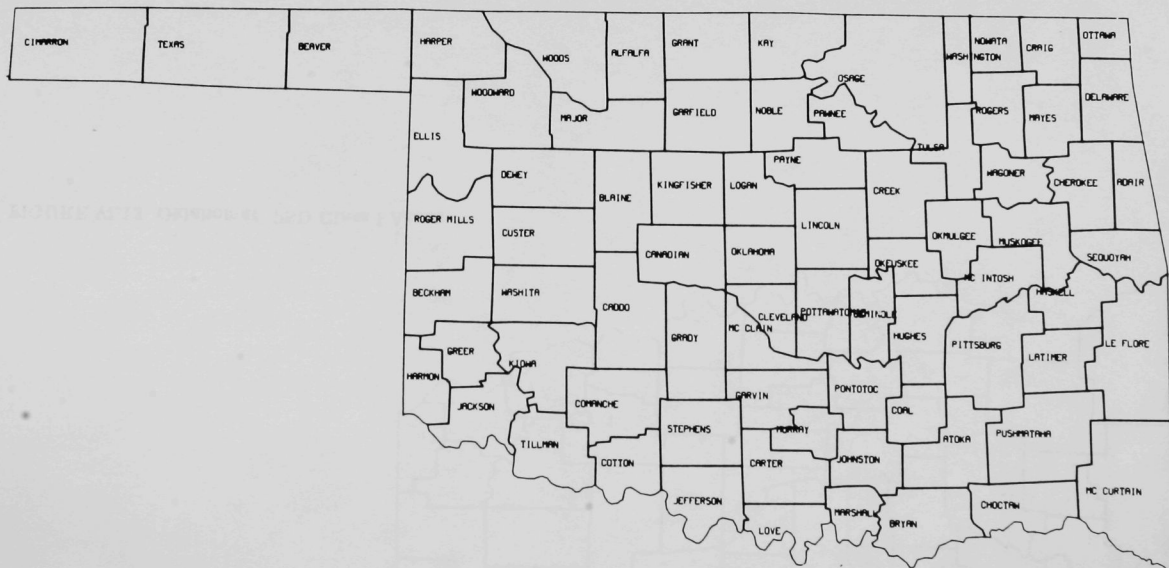 CIMARRON
TEXAS
BEAVER
HARPER
WOODS
ALFALFA
GRANT
KAY
OSAGE
WASHINGTON
NOWATA
CRAIG
OTTAWA
WOODWARD
ELLIS
MAJOR
GARFIELD
NOBLE
PAWNEE
ROGERS
MAYES
DELAWARE
TULSA
DEWEY
BLAINE
KINGFISHER
LOGAN
PAYNE
CREEK
WAGONER
CHEROKEE
ADAIR
ROGER MILLS
CUSTER
CANADIAN
OKLAHOMA
LINCOLN
OKMULGEE
MUSKOGEE
SEQUOYAH
OKFUSKEE
MC INTOSH
HASKELL
BECKHAM
WASHITA
CADDO
GRADY
MC CLAIN
CLEVELAND
POTTAWATOMIE
SEMINOLE
HUGHES
PITTSBURG
LATIMER
LE FLORE
GREER
KIOWA
HARMON
JACKSON
TILLMAN
COMANCHE
COTTON
STEPHENS
JEFFERSON
GARVIN
MURRAY
CARTER
LOVE
PONTOTOC
JOHNSTON
MARSHALL
COAL
ATOKA
BRYAN
PUSHMATAHA
CHOCTAW
MC CURTAIN